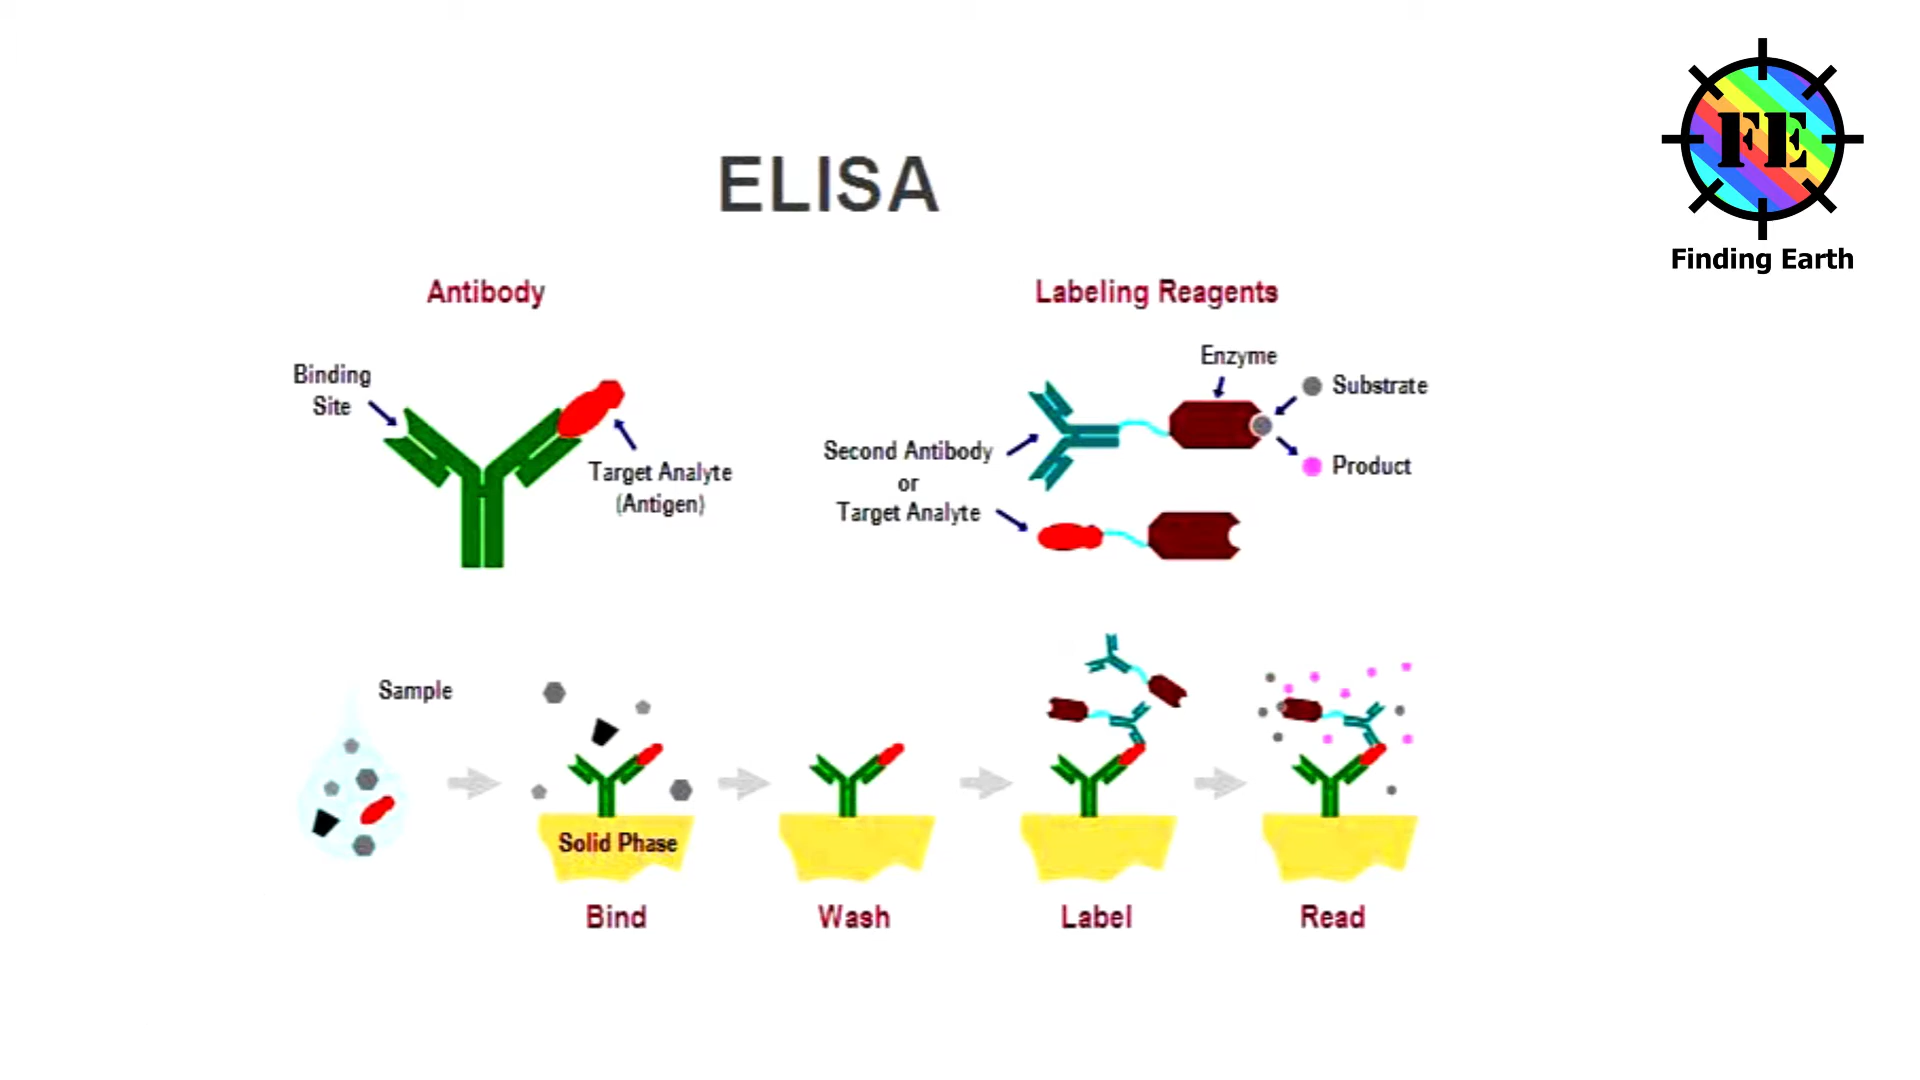 FE
Finding Earth
ELISA
Antibody
Binding
Site
Target Analyte
(Antigen)
Labeling Reagents
Enzyme
Substrate
Product
Second Antibody
or
Target Analyte
Sample
Solid Phase
Bind
Wash
Label
Read